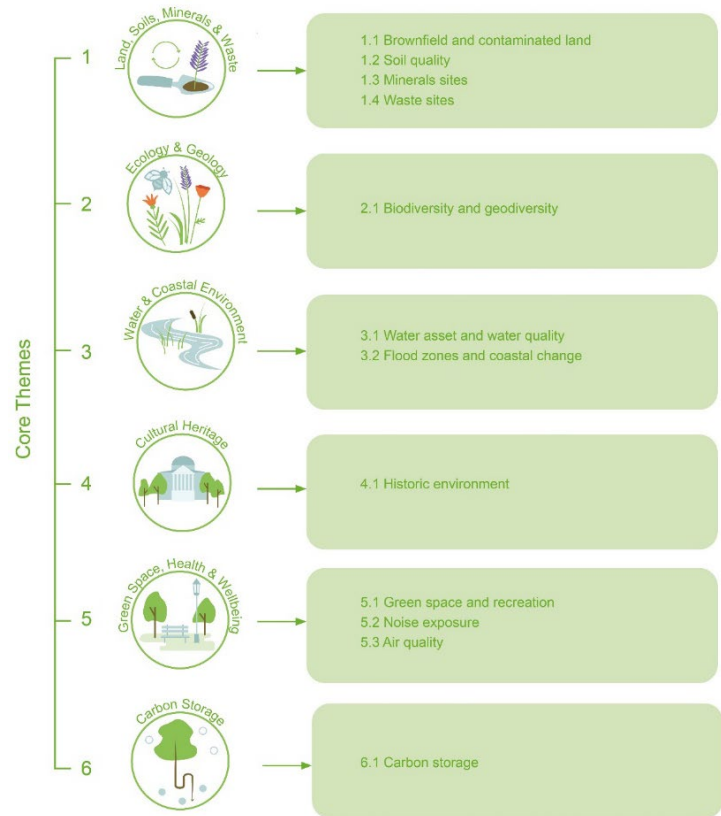 Core Themes
1
Land, Soils, Minerals & Waste
1.1 Brownfield and contaminated land
1.2 Soil quality
1.3 Minerals sites
1.4 Waste sites
2
Ecology & Geology
2.1 Biodiversity and geodiversity
3
Water & Coastal Environment
3.1 Water asset and water quality
3.2 Flood zones and coastal change
4
Cultural Heritage
4.1 Historic environment
5
Green Space, Health & Wellbeing
5.1 Green space and recreation
5.2 Noise exposure
5.3 Air quality
6
Carbon Storage
6.1 Carbon storage